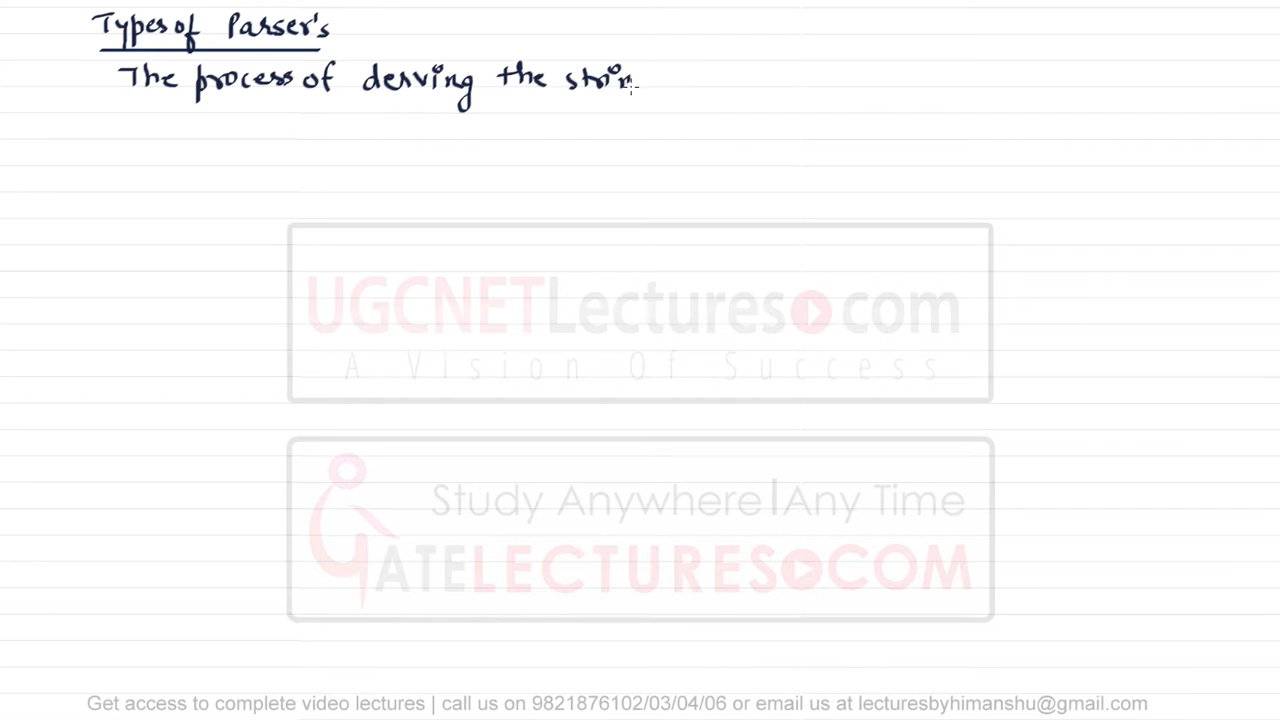 Types of Parser's
The process of derving the strin
UGCNETLectures com
A Vision Of Success
Study Anywhere|Any Time
GATELECTURES COM
Get access to complete video lectures | call us on 9821876102/03/04/06 or email us at lecturesbyhimanshu@gmail.com